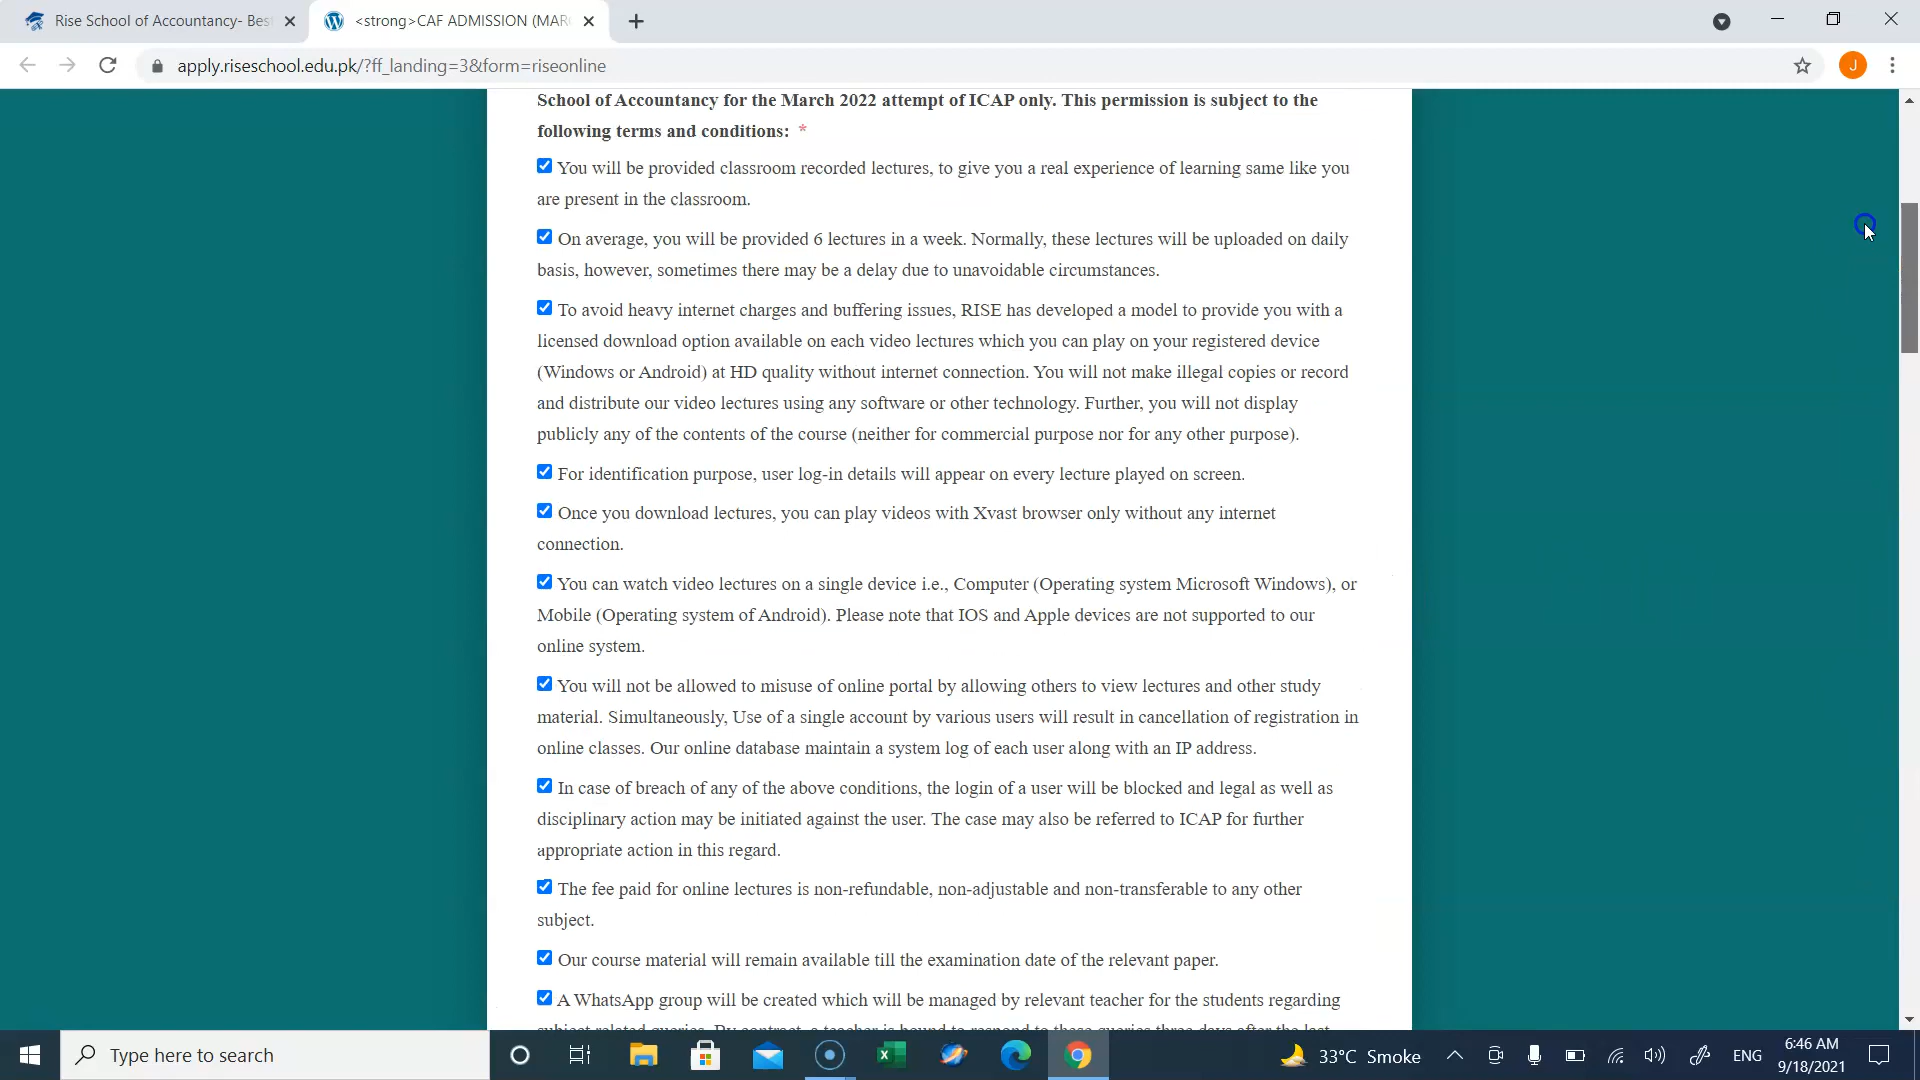 Rise School of Accountancy- Bes
<strong>CAF ADMISSION (MAR
apply.riseschool.edu.pk/?ff_landing=3&form=riseonline
J
School of Accountancy for the March 2022 attempt of ICAP only. This permission is subject to the
following terms and conditions: *
You will be provided classroom recorded lectures, to give you a real experience of learning same like you
are present in the classroom.
On average, you will be provided 6 lectures in a week. Normally, these lectures will be uploaded on daily
basis, however, sometimes there may be a delay due to unavoidable circumstances.
To avoid heavy internet charges and buffering issues, RISE has developed a model to provide you with a
licensed download option available on each video lectures which you can play on your registered device
(Windows or Android) at HD quality without internet connection. You will not make illegal copies or record
and distribute our video lectures using any software or other technology. Further, you will not display
publicly any of the contents of the course (neither for commercial purpose nor for any other purpose).
For identification purpose, user log-in details will appear on every lecture played on screen.
Once you download lectures, you can play videos with Xvast browser only without any internet
connection.
You can watch video lectures on a single device i.e., Computer (Operating system Microsoft Windows), or
Mobile (Operating system of Android). Please note that IOS and Apple devices are not supported to our
online system.
You will not be allowed to misuse of online portal by allowing others to view lectures and other study
material. Simultaneously, Use of a single account by various users will result in cancellation of registration in
online classes. Our online database maintain a system log of each user along with an IP address.
In case of breach of any of the above conditions, the login of a user will be blocked and legal as well as
disciplinary action may be initiated against the user. The case may also be referred to ICAP for further
appropriate action in this regard.
The fee paid for online lectures is non-refundable, non-adjustable and non-transferable to any other
subject.
Our course material will remain available till the examination date of the relevant paper.
A WhatsApp group will be created which will be managed by relevant teacher for the students regarding
subject related queries. By contract, a teacher is bound to respond to these queries three days after the last
Type here to search
33°C Smoke
ENG
6:46 AM
9/18/2021